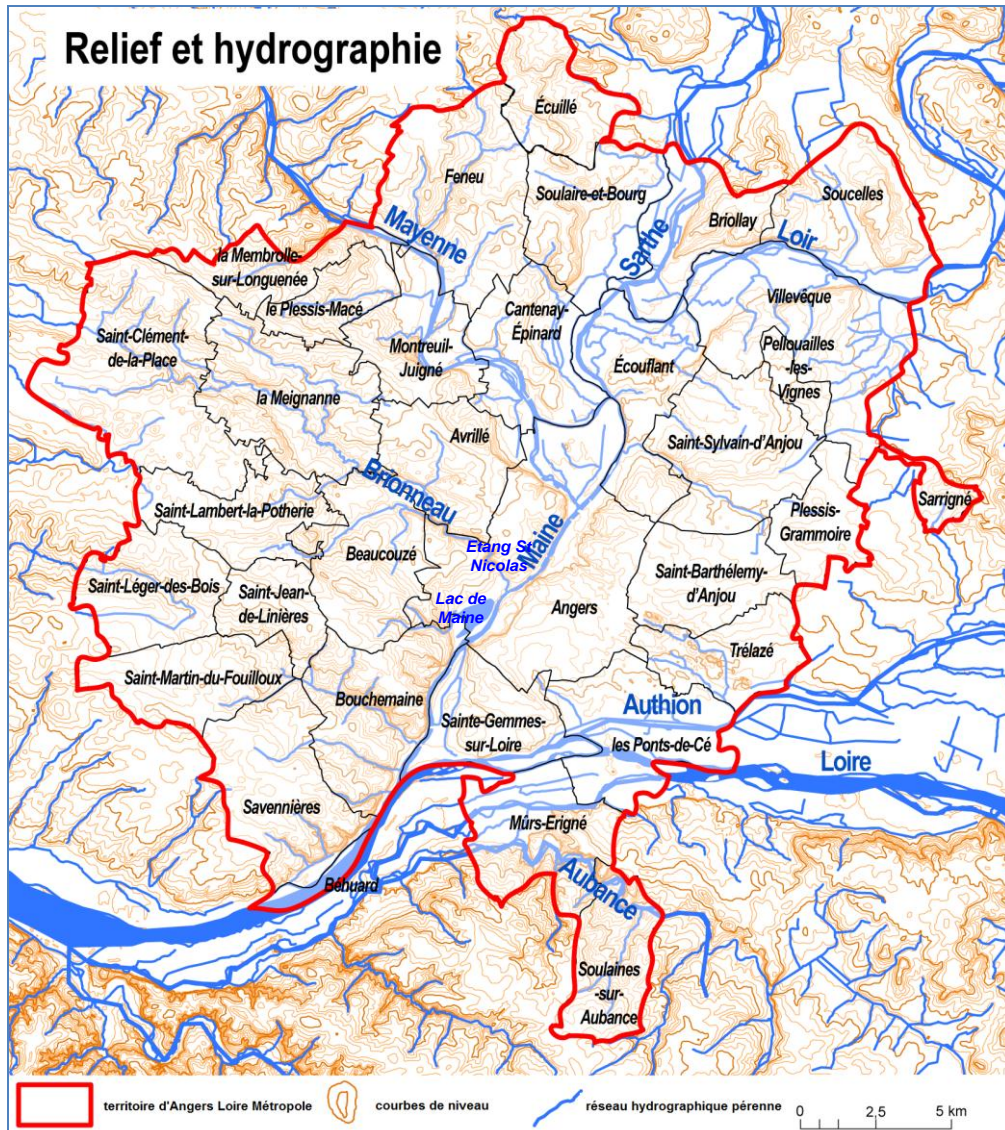 Relief et hydrographie
Écuillé
Feneu
Soulaire-et-Bourg
Soucelles
Mayenne
Sarthe
Briollay
Loir
la Membrolle-
sur-Longuenée
le Plessis-Macé
Cantenay-
Épinard
Villevêque
Saint-Clément-
de-la-Place
Montreuil-
Juigné
Écouflant
Pellouailles
-les-
Vignes
la Meignanne
Avrillé
Saint-Sylvain-d'Anjou
Brionneau
Sarrigné
Saint-Lambert-la-Potherie
Plessis-
Grammoire
Maine
Etang St
Nicolas
Beaucouzé
Saint-Léger-des-Bois
Saint-Jean-
de-Linières
Lac de
Maine
Angers
Saint-Barthélemy-
d'Anjou
Trélazé
Saint-Martin-du-Fouilloux
Bouchemaine
Authion
Sainte-Gemmes-
sur-Loire
les Ponts-de-Cé
Loire
Savennières
Mûrs-Erigné
Béhuard
Aubance
Soulaines
-sur-
Aubance
territoire d'Angers Loire Métropole
courbes de niveau
réseau hydrographique pérenne
0 2,5 5 km